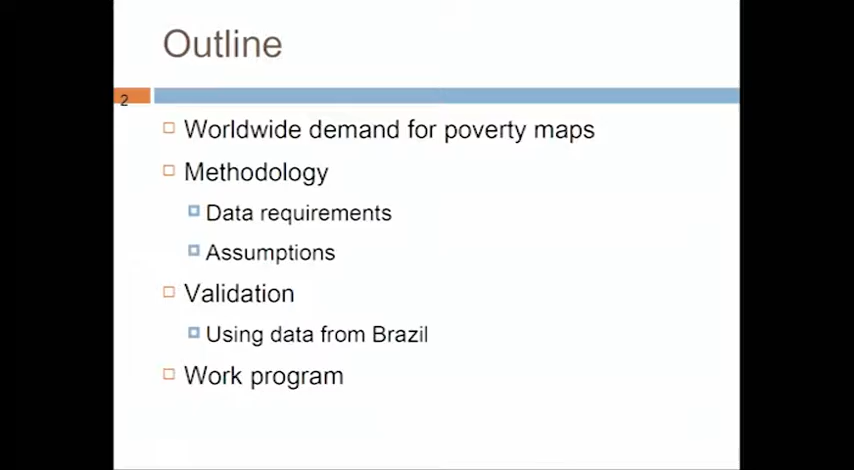 Outline
2
Worldwide demand for poverty maps
Methodology
Data requirements
Assumptions
Validation
Using data from Brazil
Work program